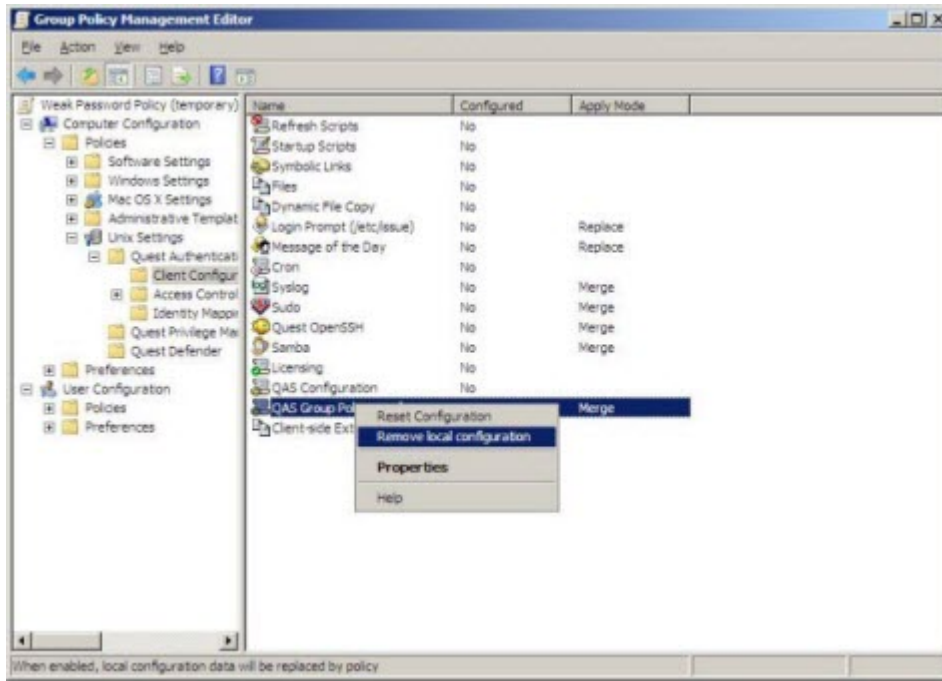 Group Policy Management Editor
File Action View Help
Weak Password Policy (temporary)
Computer Configuration
Policies
Software Settings
Windows Settings
Mac OS X Settings
Administrative Templat
Unix Settings
Quest Authenticati
Client Configur
Access Control
Identity Mappin
Quest Privilege Ma
Quest Defender
Preferences
User Configuration
Policies
Preferences
Name Configured Apply Mode
Refresh Scripts No
Startup Scripts No
Symbolic Links No
Files No
Dynamic File Copy No
Login Prompt (/etc/issue) No Replace
Message of the Day No Replace
Cron No
Syslog No Merge
Sudo No Merge
Quest OpenSSH No Merge
Samba No Merge
Licensing No
QAS Configuration No
QAS Group Pol Merge
Client-side Ext
Reset Configuration
Remove local configuration
Properties
Help
When enabled, local configuration data will be replaced by policy